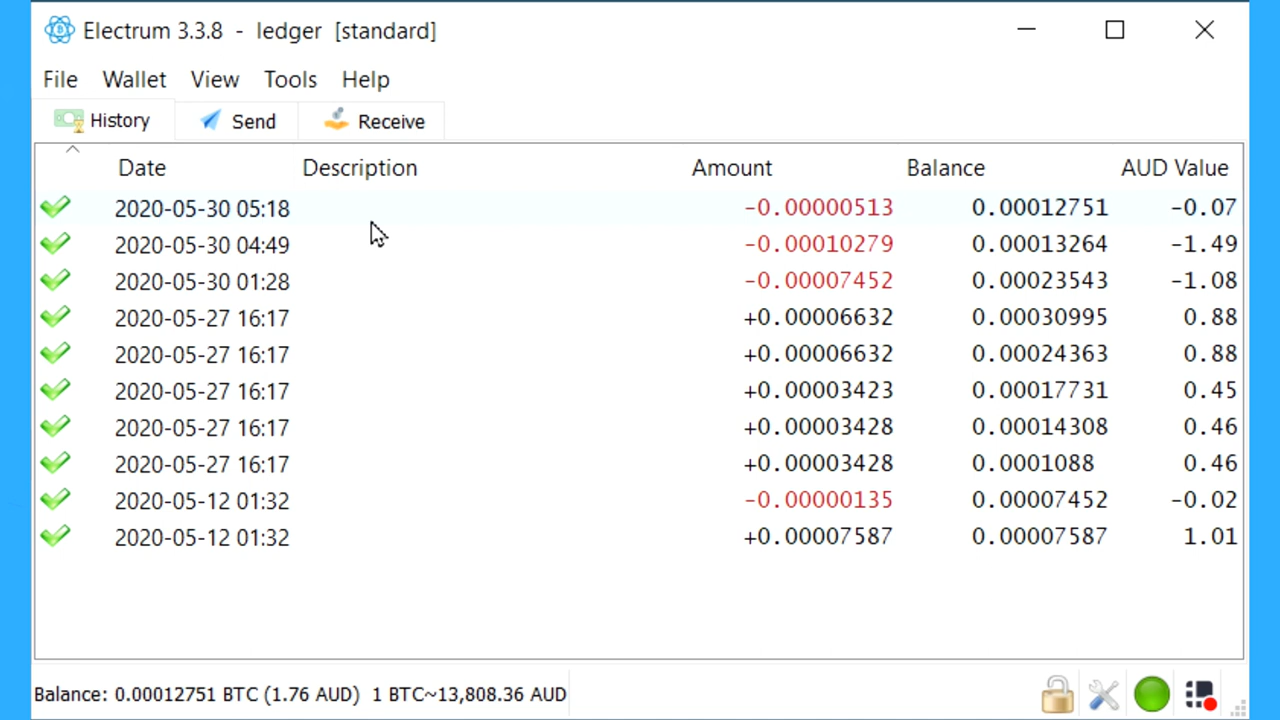 Electrum 3.3.8 - ledger [standard]
File Wallet View Tools Help
History Send Receive
Date Description Amount Balance AUD Value
2020-05-30 05:18 -0.00000513 0.00012751 -0.07
2020-05-30 04:49 -0.00010279 0.00013264 -1.49
2020-05-30 01:28 -0.00007452 0.00023543 -1.08
2020-05-27 16:17 +0.00006632 0.00030995 0.88
2020-05-27 16:17 +0.00006632 0.00024363 0.88
2020-05-27 16:17 +0.00003423 0.00017731 0.45
2020-05-27 16:17 +0.00003428 0.00014308 0.46
2020-05-27 16:17 +0.00003428 0.0001088 0.46
2020-05-12 01:32 -0.00000135 0.00007452 -0.02
2020-05-12 01:32 +0.00007587 0.00007587 1.01
Balance: 0.00012751 BTC (1.76 AUD) 1 BTC~13,808.36 AUD